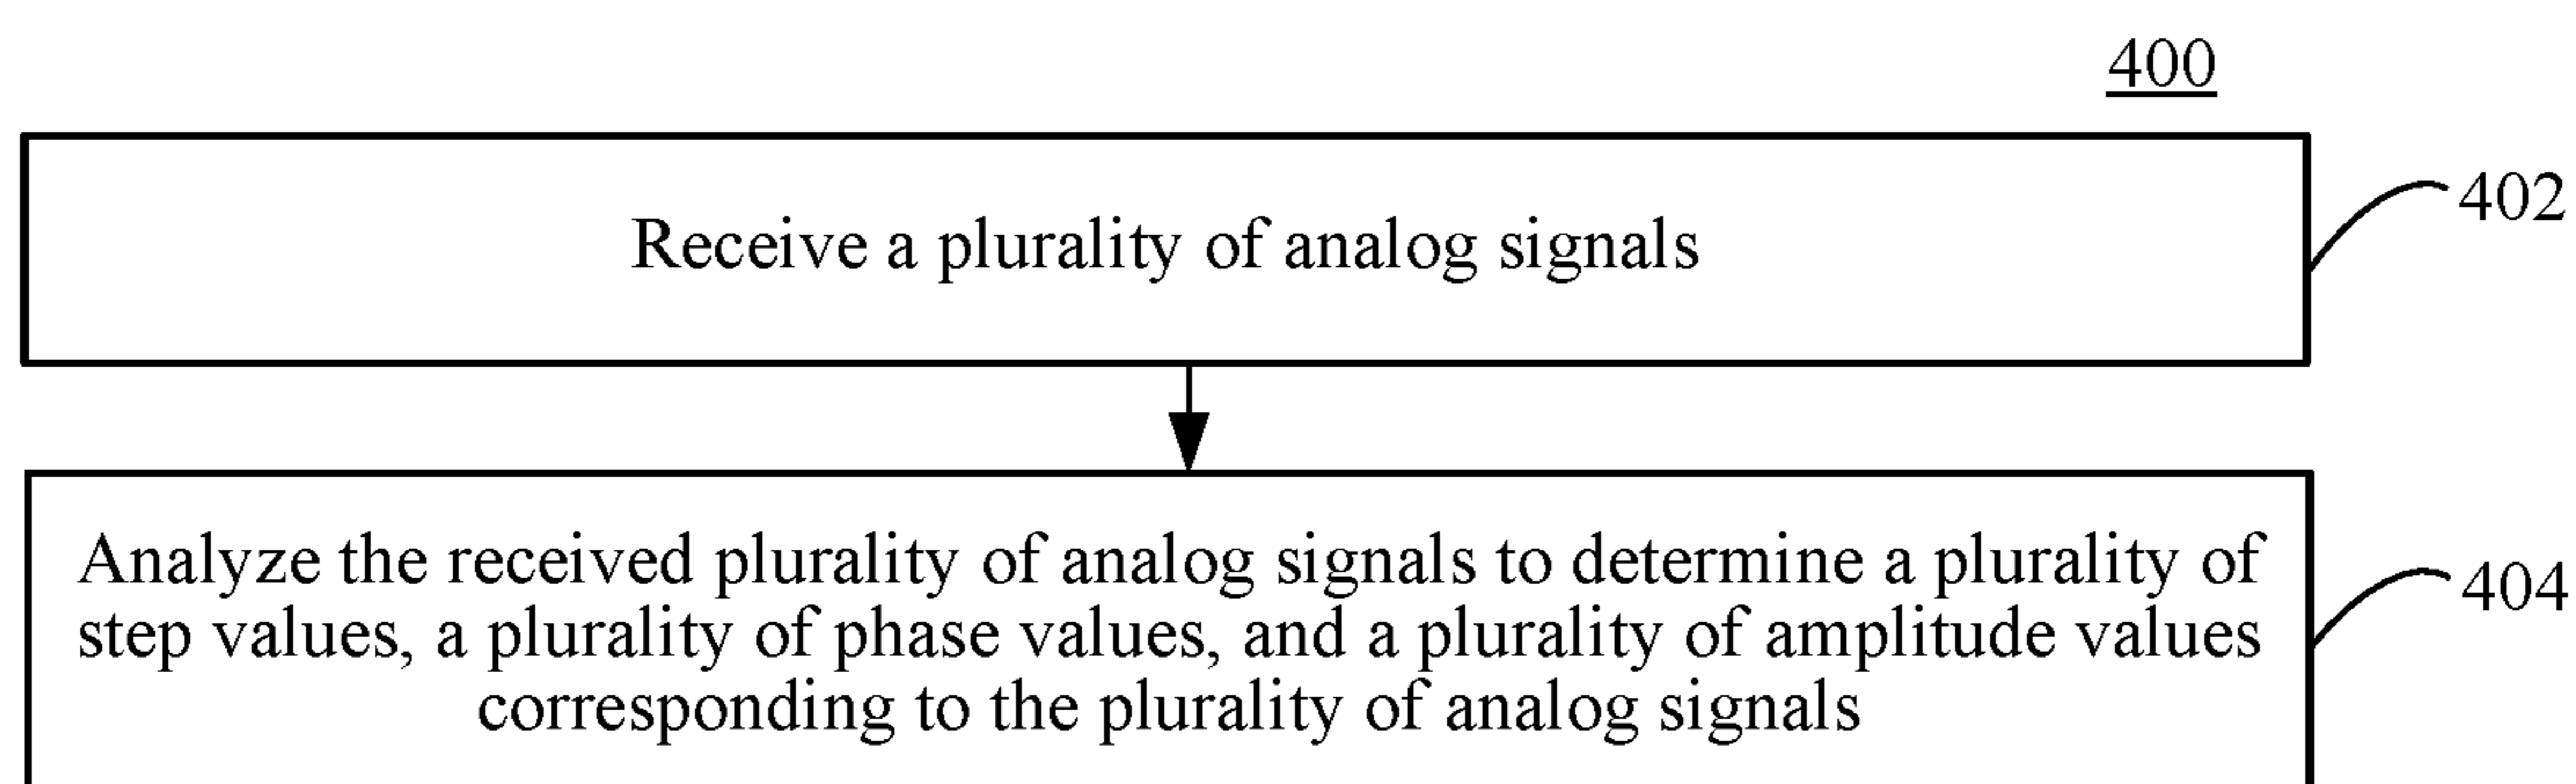 400
Receive a plurality of analog signals
402
Analyze the received plurality of analog signals to determine a plurality of
step values, a plurality of phase values, and a plurality of amplitude values
corresponding to the plurality of analog signals
404